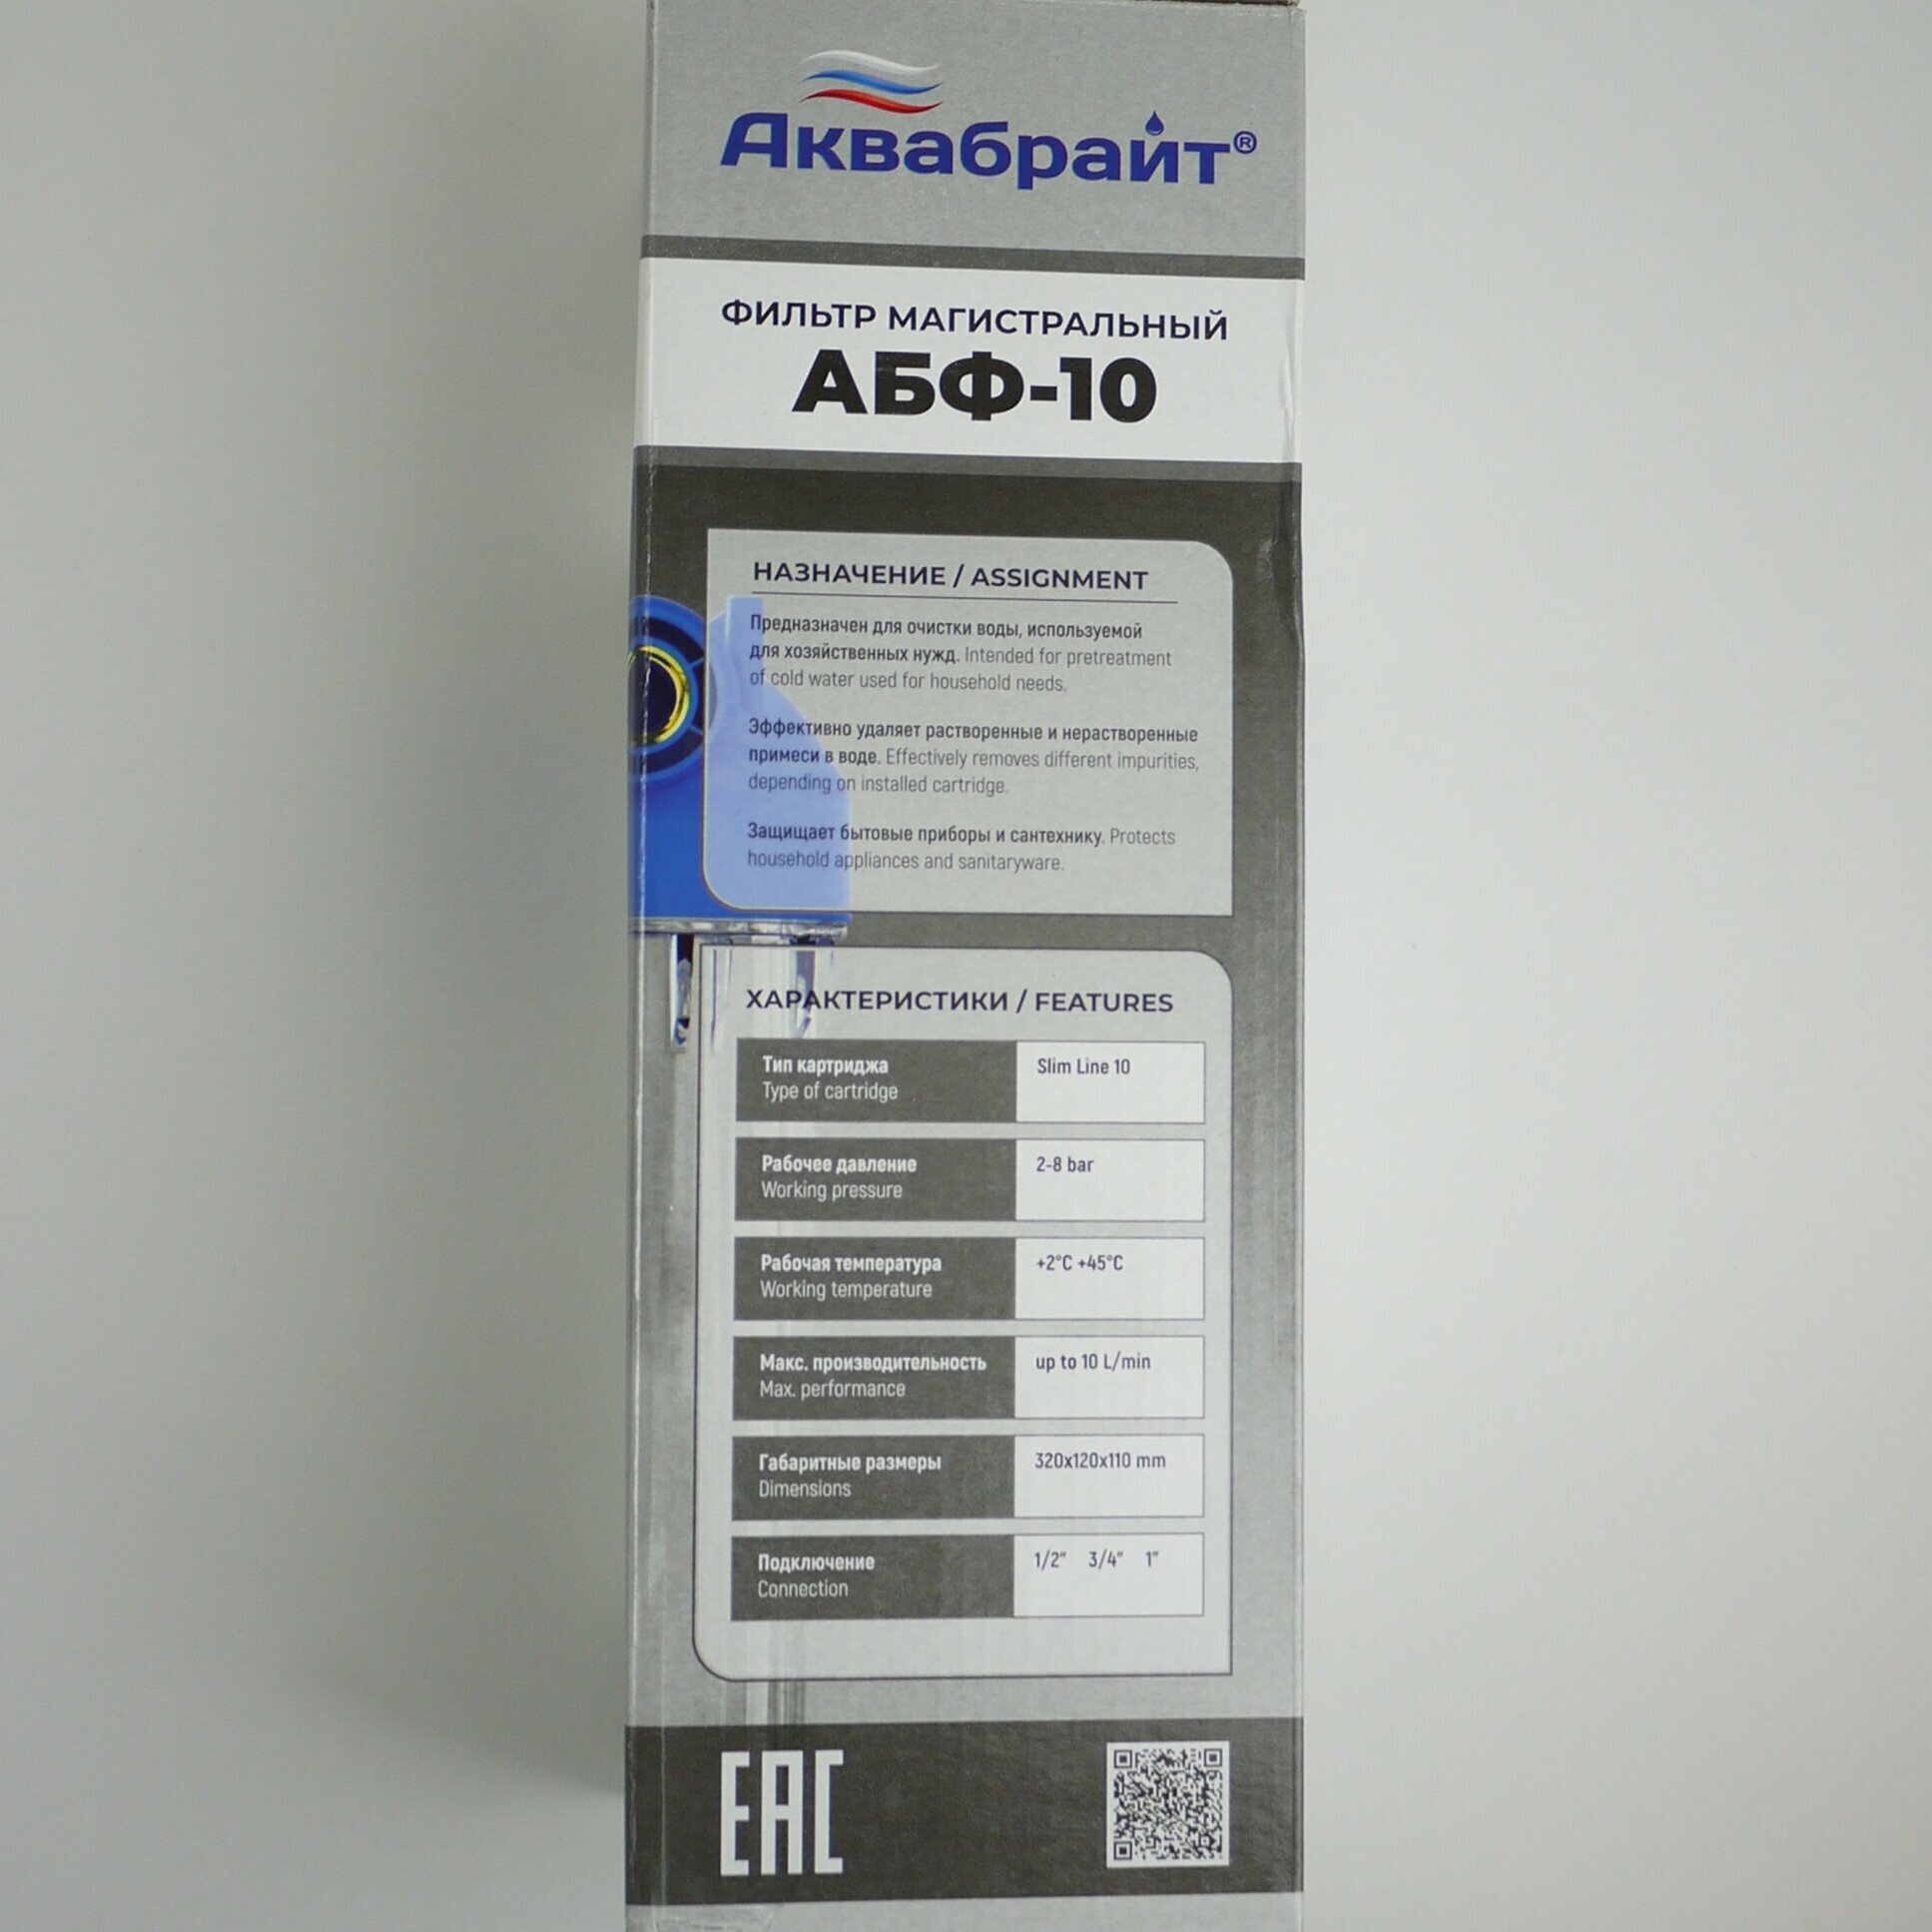 Аквабрайт®
ФИЛЬТР МАГИСТРАЛЬНЫЙ
АБФ-10
НАЗНАЧЕНИЕ / ASSIGNMENT
Предназначен для очистки воды, используемой
для хозяйственных нужд. Intended for pretreatment
of cold water used for household needs.
Эффективно удаляет растворенные и нерастворенные
примеси в воде. Effectively removes different impurities,
depending on installed cartridge.
Защищает бытовые приборы и сантехнику. Protects
household appliances and sanitaryware.
ХАРАКТЕРИСТИКИ / FEATURES
Тип картриджа
Type of cartridge
Slim Line 10
Рабочее давление
Working pressure
2-8 bar
Рабочая температура
Working temperature
+2°C +45°C
Макс. производительность
Max. performance
up to 10 L/min
Габаритные размеры
Dimensions
320x120x110 mm
Подключение
Connection
1/2" 3/4" 1"
EAC